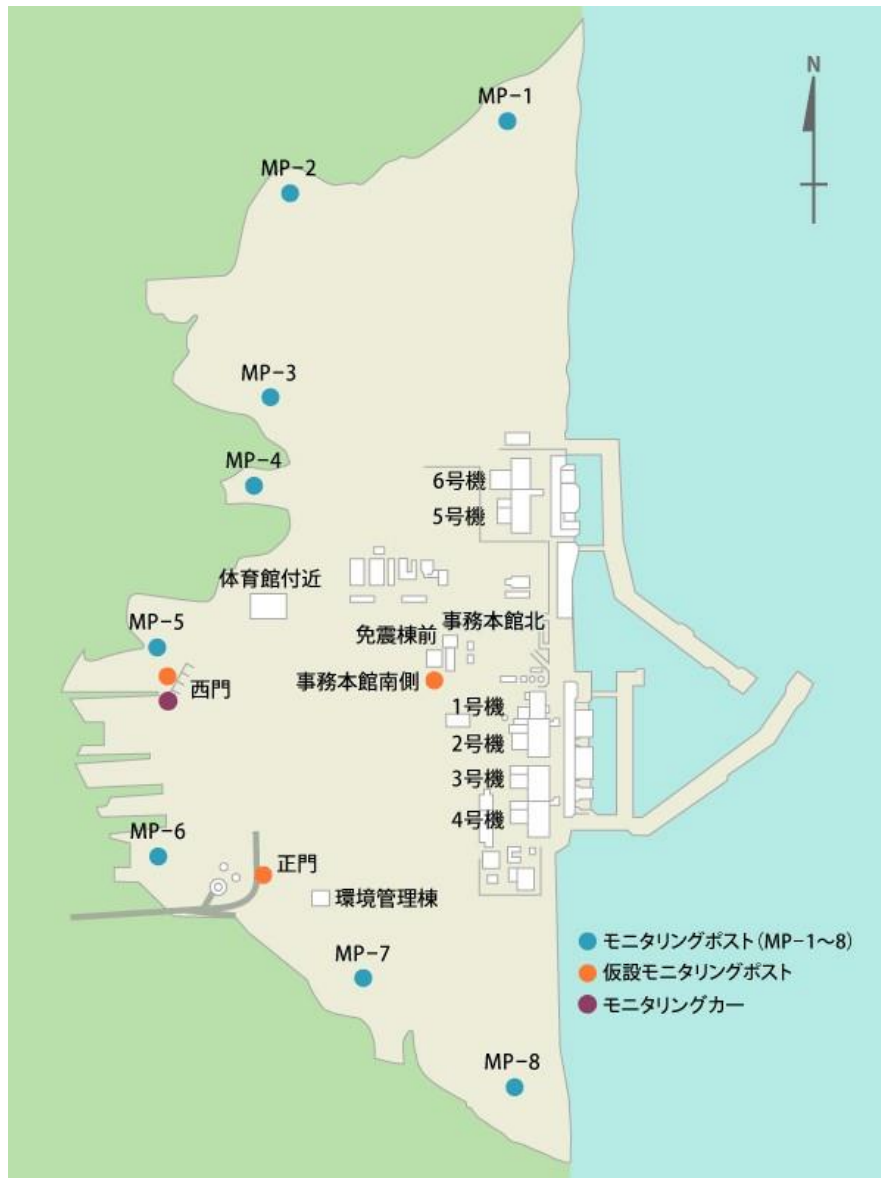 N
MP-1
MP-2
MP-3
MP-4
6号機
5号機
体育館付近
事務本館北
MP-5
免震棟前
西門
事務本館南側
1号機
2号機
3号機
4号機
MP-6
正門
環境管理棟
MP-7
モニタリングポスト(MP-1~8)
仮設モニタリングポスト
モニタリングカー
MP-8